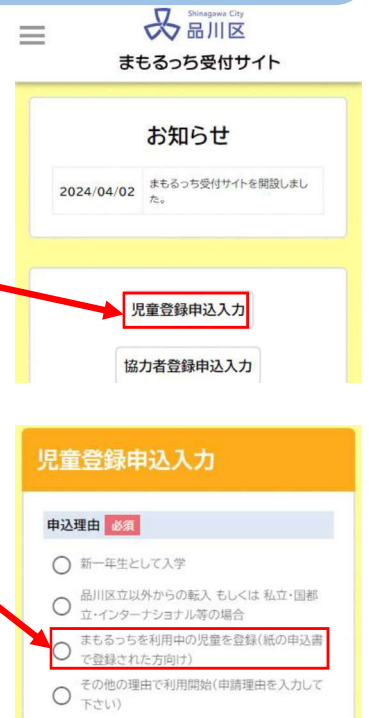 Shinagawa City
品川区
まもるっち受付サイト
お知らせ
2024/04/02
まもるっち受付サイトを開設しまし
た。
児童登録申込入力
協力者登録申込入力
児童登録申込入力
申込理由 必須
新一年生として入学
品川区立以外からの転入 もしくは 私立・国都
立・インターナショナル等の場合
まもるっちを利用中の児童を登録(紙の申込書
で登録された方向け)
その他の理由で利用開始(申請理由を入力して
下さい)